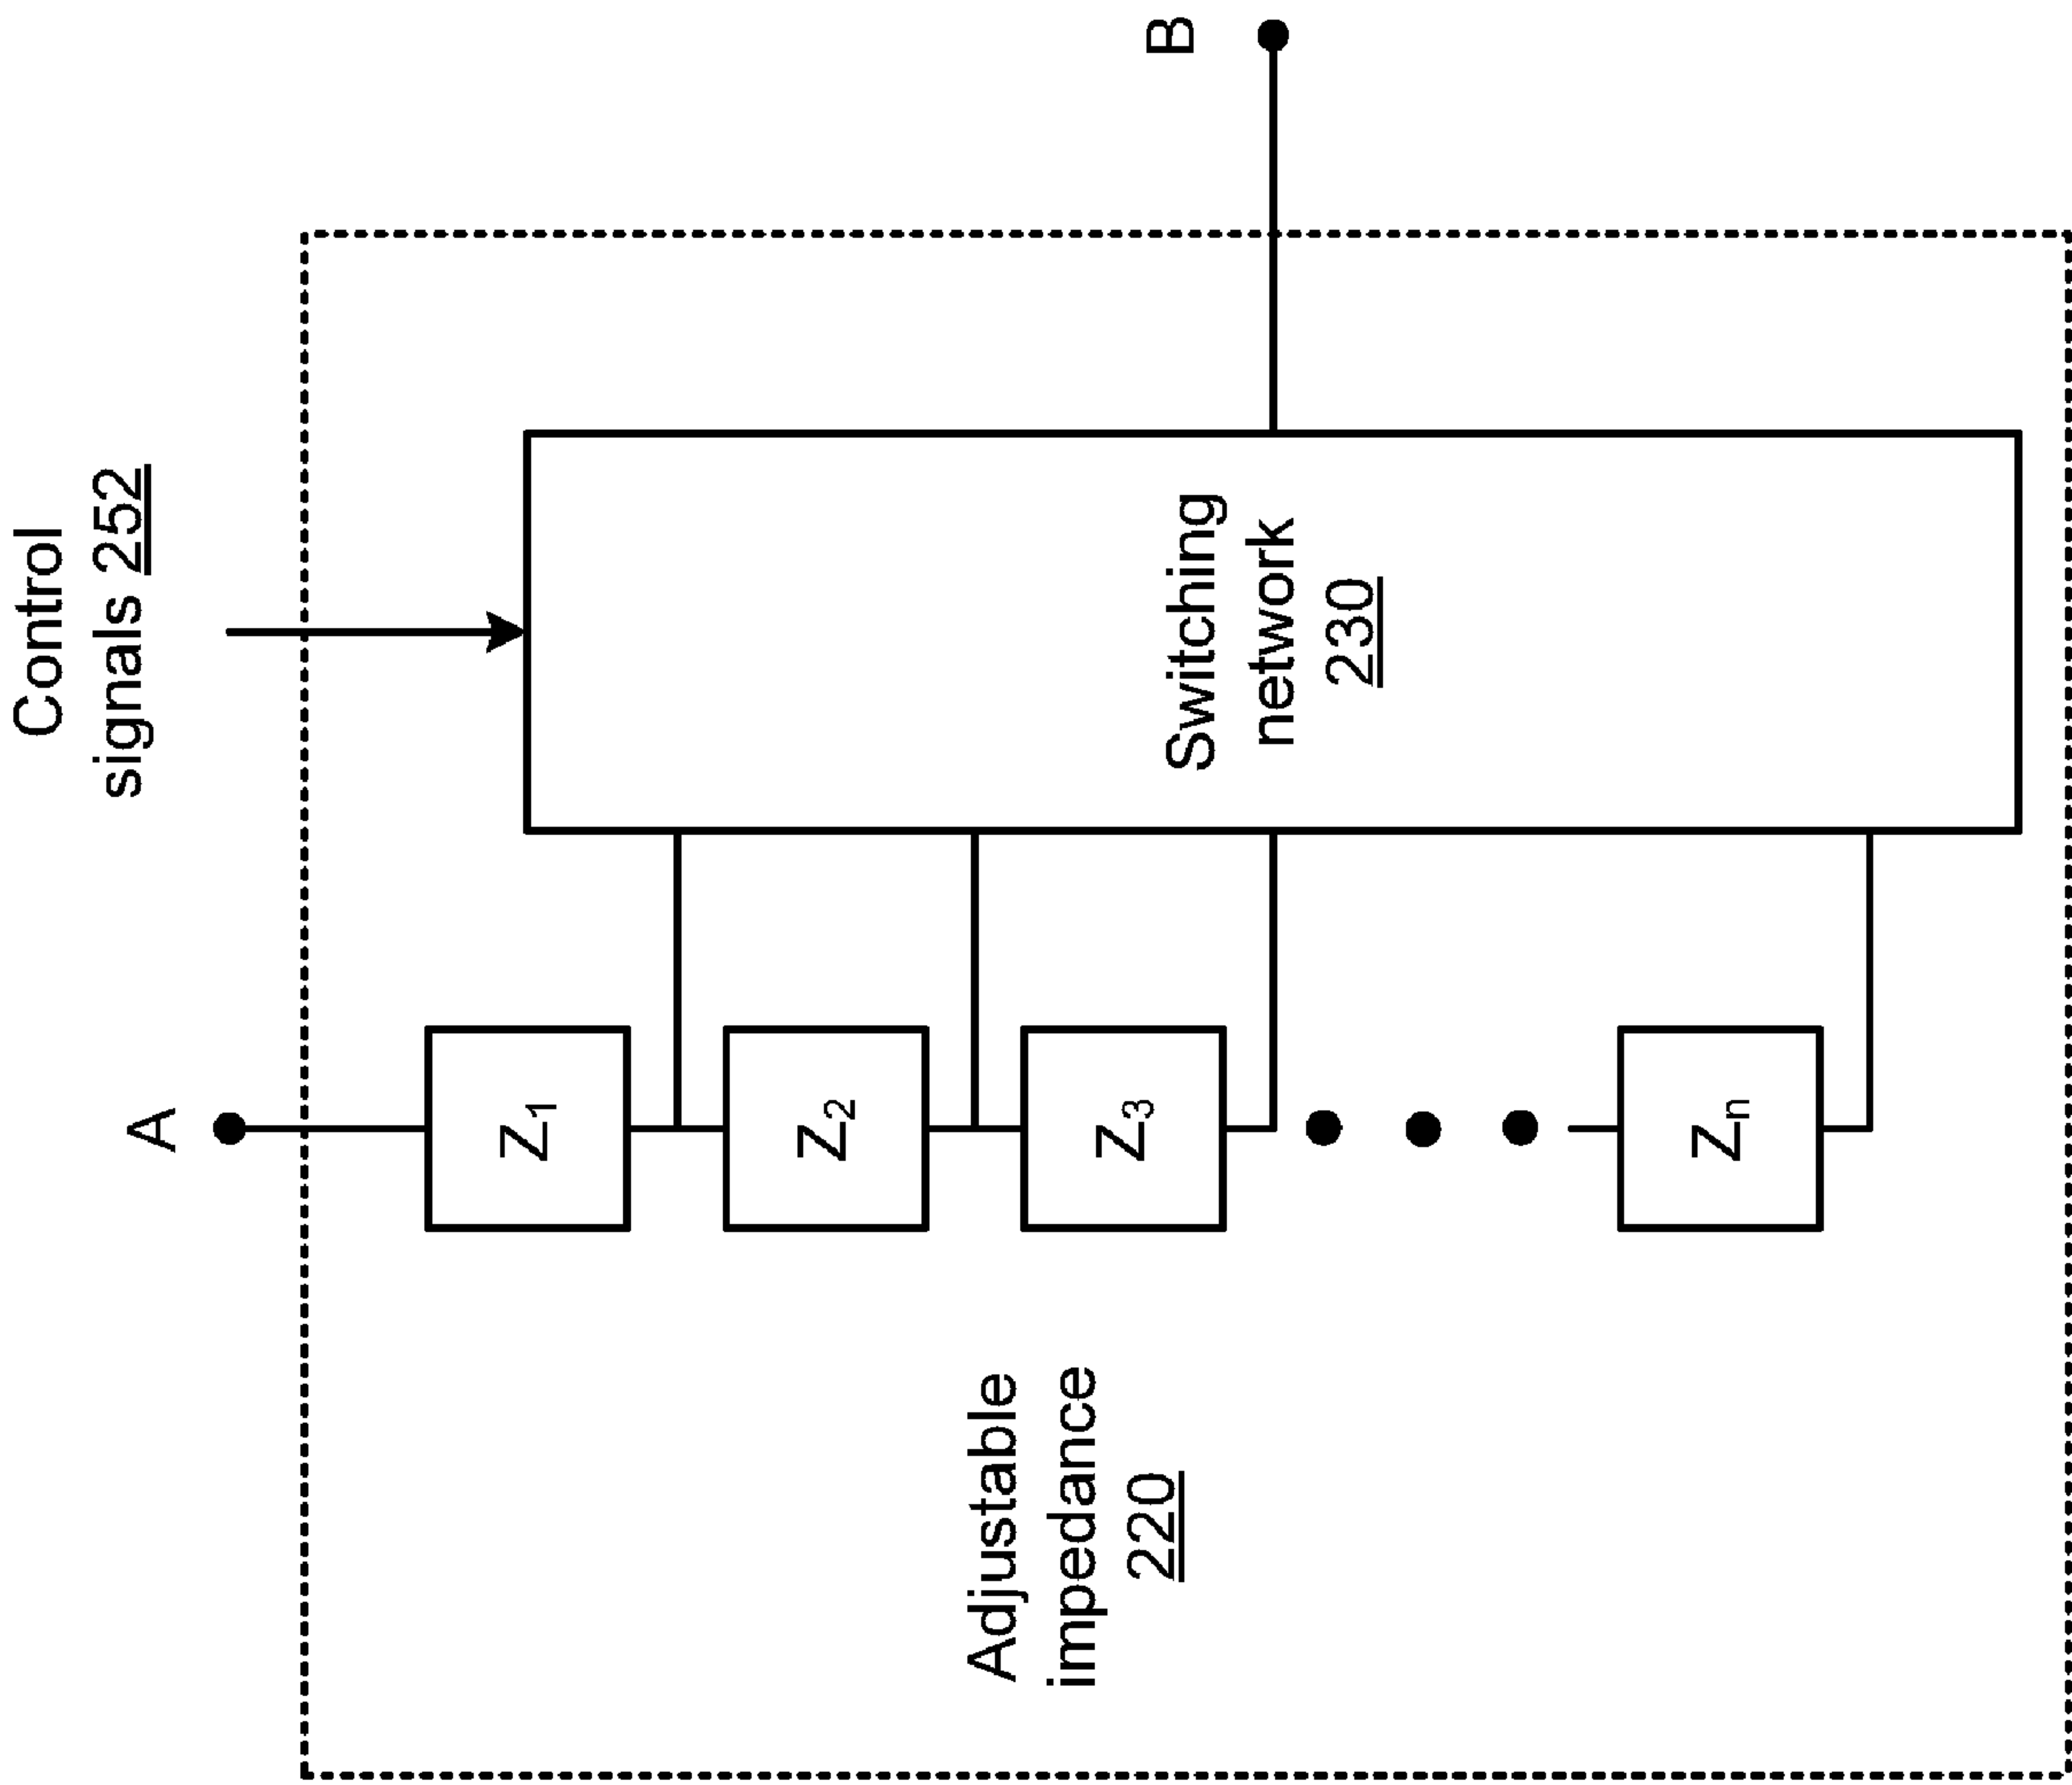 Adjustable
impedance
220
A
Z1
Z2
Z3
Zn
Control
signals 252
Switching
network
230
B